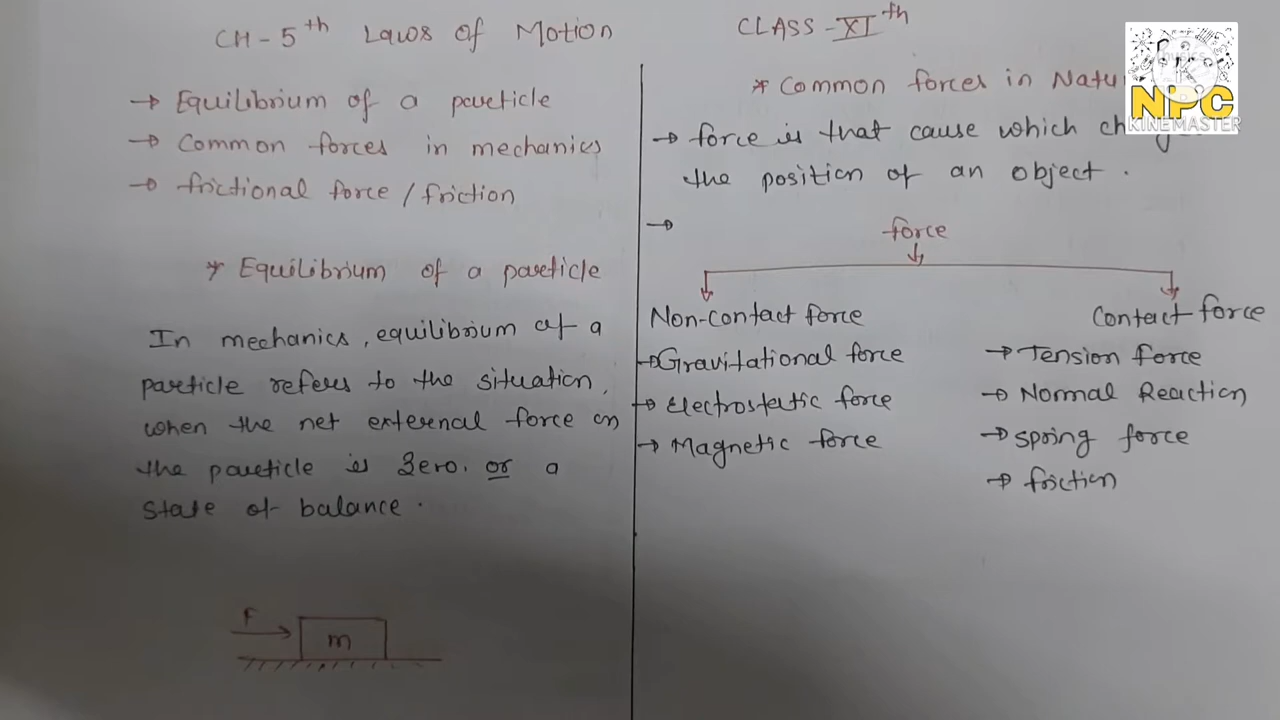 CH-5th Laws of Motion
→ Equilibrium of a particle
→ Common forces in mechanics
→ frictional force / friction
* Equilibrium of a particle
In mechanics, equilibrium of a
particle refers to the situation,
when the net external force on
the particle is zero. or a
state of balance.
F
m
CLASS-XIth
* Common forces in Natu
→ force is that cause which ch
the position of an object.
→
force
Non-contact force
→ Gravitational force
→ Electrostatic force
→ Magnetic force
Contact force
→ Tension force
→ Normal Reaction
→ spring force
→ friction
NPC
KINEMASTER